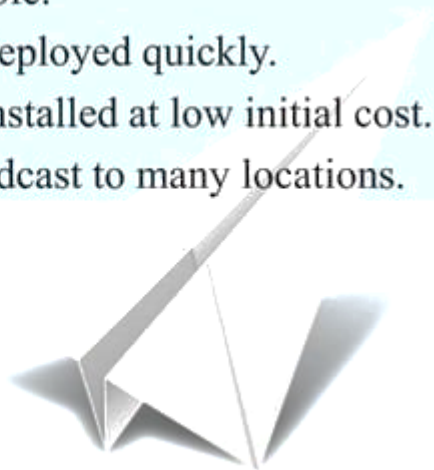 eployed quickly.
nstalled at low initial cost.
dcast to many locations.